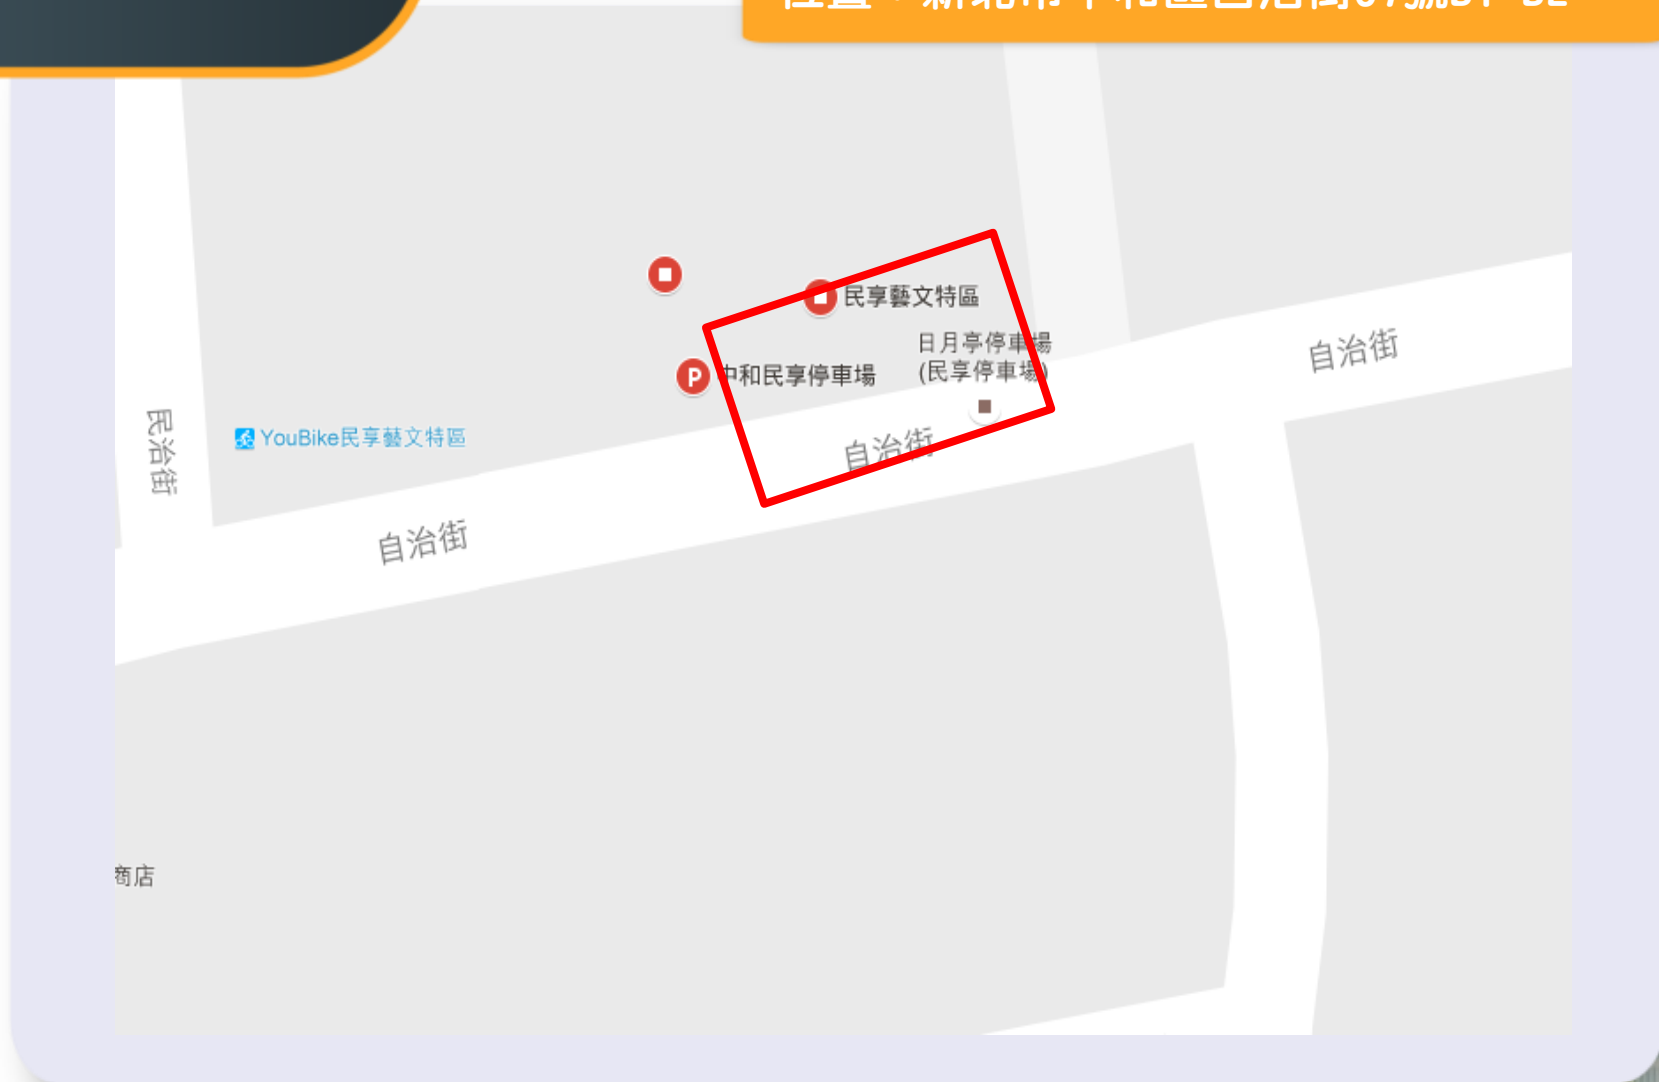 民享藝文特區
日月亭停車場
(民享停車場)
中和民享停車場
自治街
自治街
自治街
民治街
YouBike民享藝文特區
商店